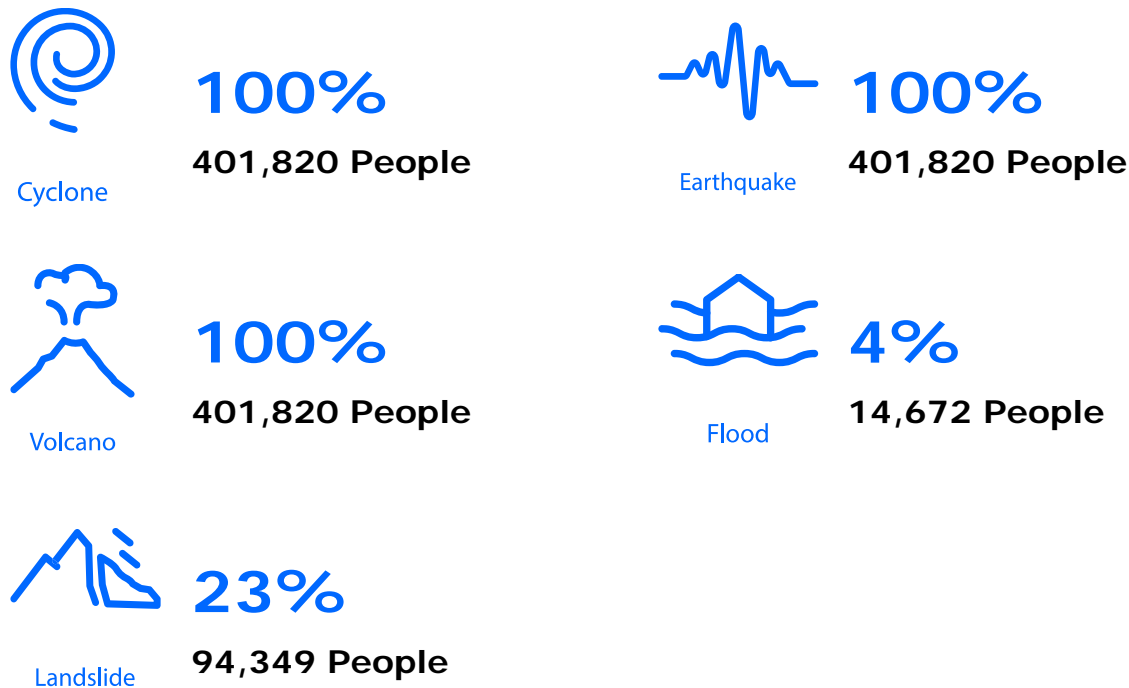 100%
401,820 People
Cyclone
100%
401,820 People
Earthquake
100%
401,820 People
Volcano
4%
14,672 People
Flood
23%
94,349 People
Landslide